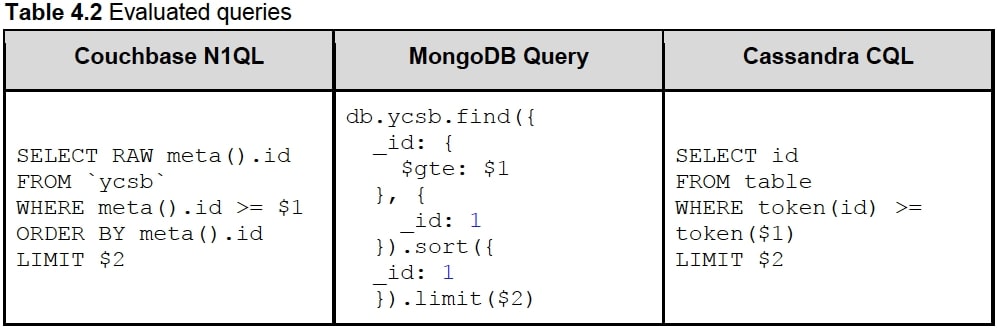 Table 4.2 Evaluated queries
Couchbase N1QL
MongoDB Query
Cassandra CQL
SELECT RAW meta().id
FROM `ycsb`
WHERE meta().id >= $1
ORDER BY meta().id
LIMIT $2
db.ycsb.find({
_id: {
$gte: $1
}, {
_id: 1
}).sort({
_id: 1
}).limit($2)
SELECT id
FROM table
WHERE token(id) >=
token($1)
LIMIT $2